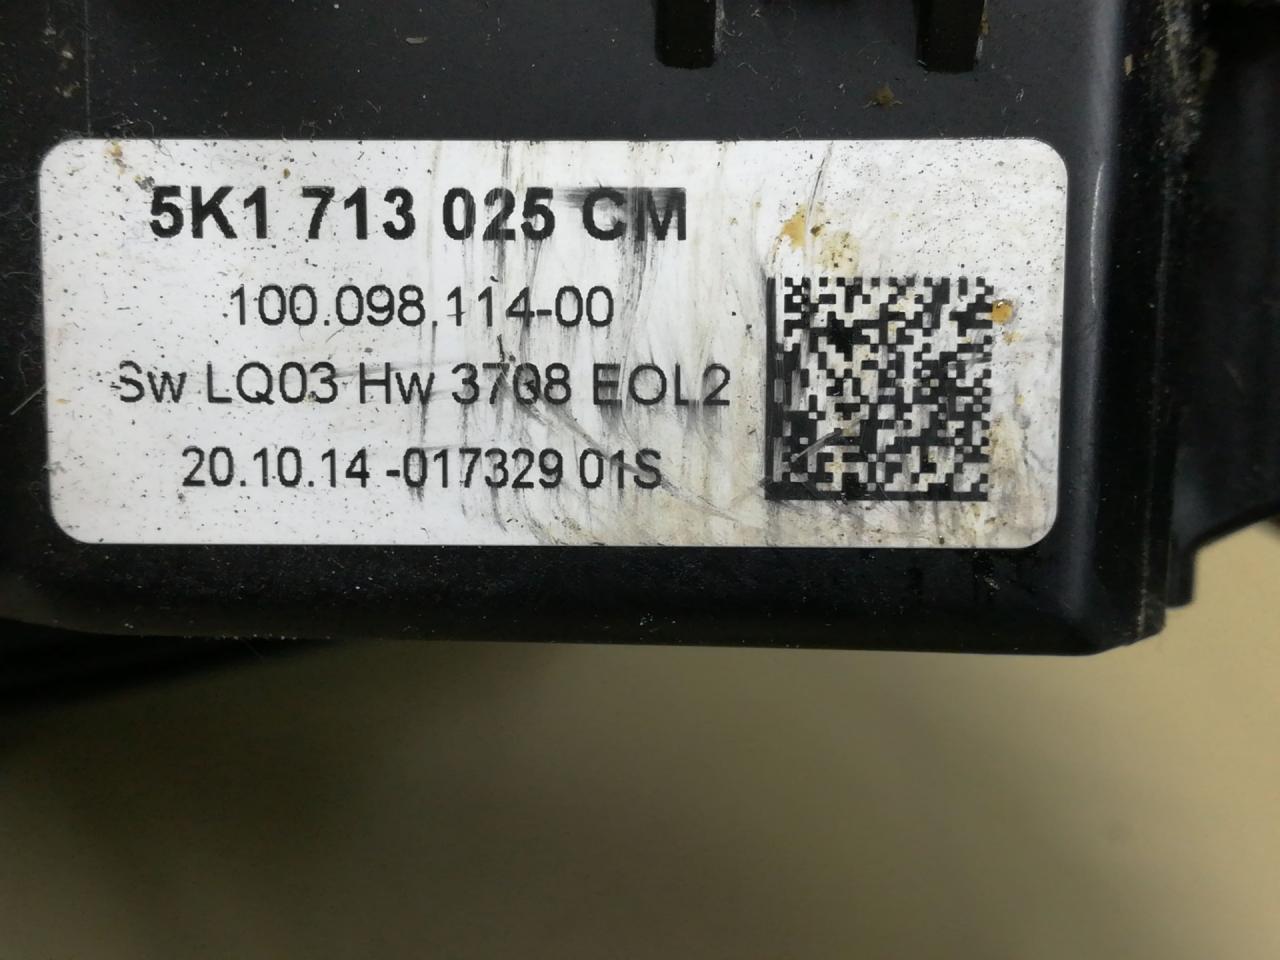 5K1 713 025 CM
100.098.114-00
Sw LQ03 Hw 3708 EOL2
20.10.14 -017329 01S